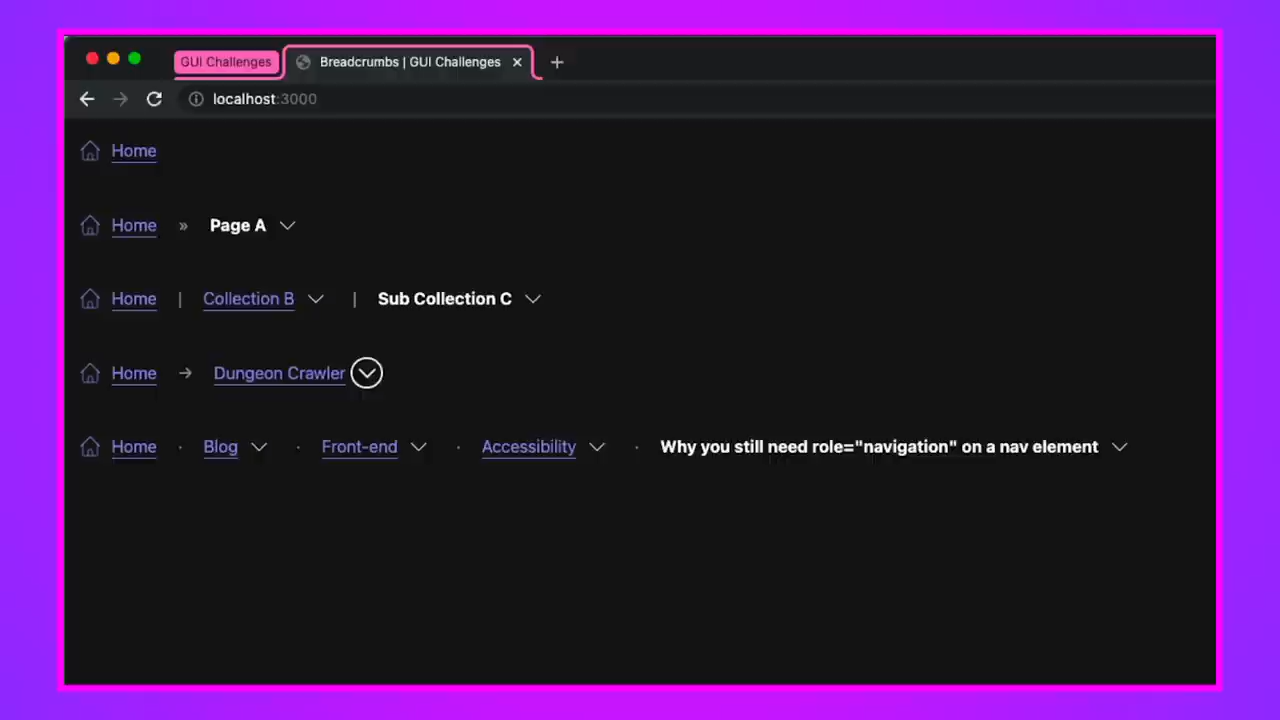 GUI Challenges Breadcrumbs | GUI Challenges
localhost:3000
Home
Home » Page A
Home | Collection B | Sub Collection C
Home → Dungeon Crawler
Home · Blog · Front-end · Accessibility · Why you still need role="navigation" on a nav element